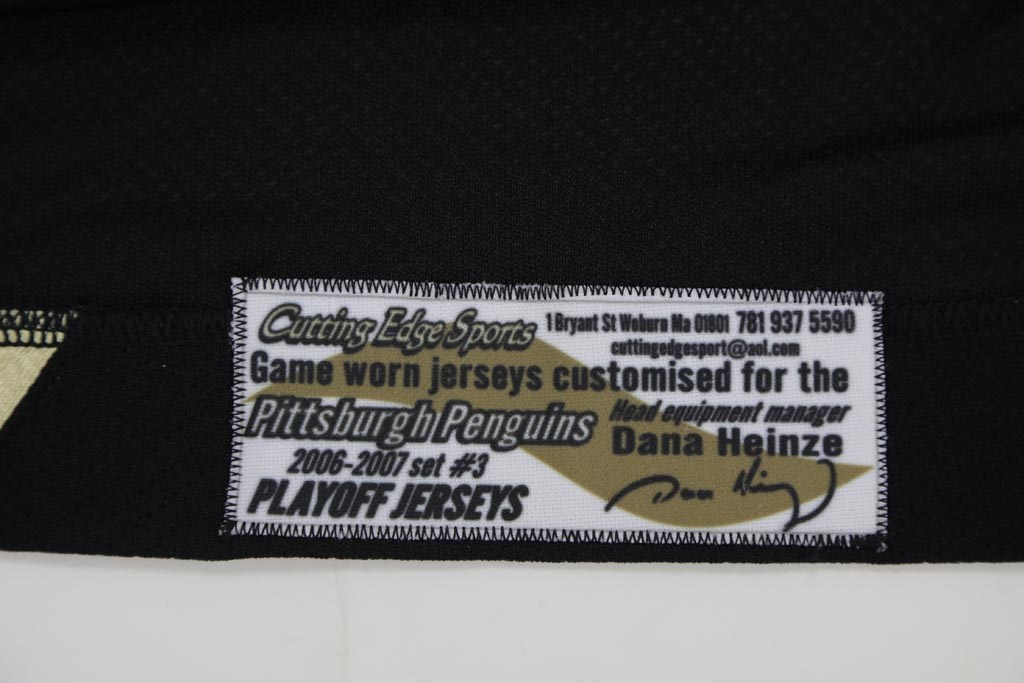 Cutting Edge Sports 1 Bryant St Woburn Ma 01801 781 937 5590
cuttingedgesport@aol.com
Game worn jerseys customised for the
Pittsburgh Penguins Head equipment manager
Dana Heinze
2006-2007 set #3
PLAYOFF JERSEYS